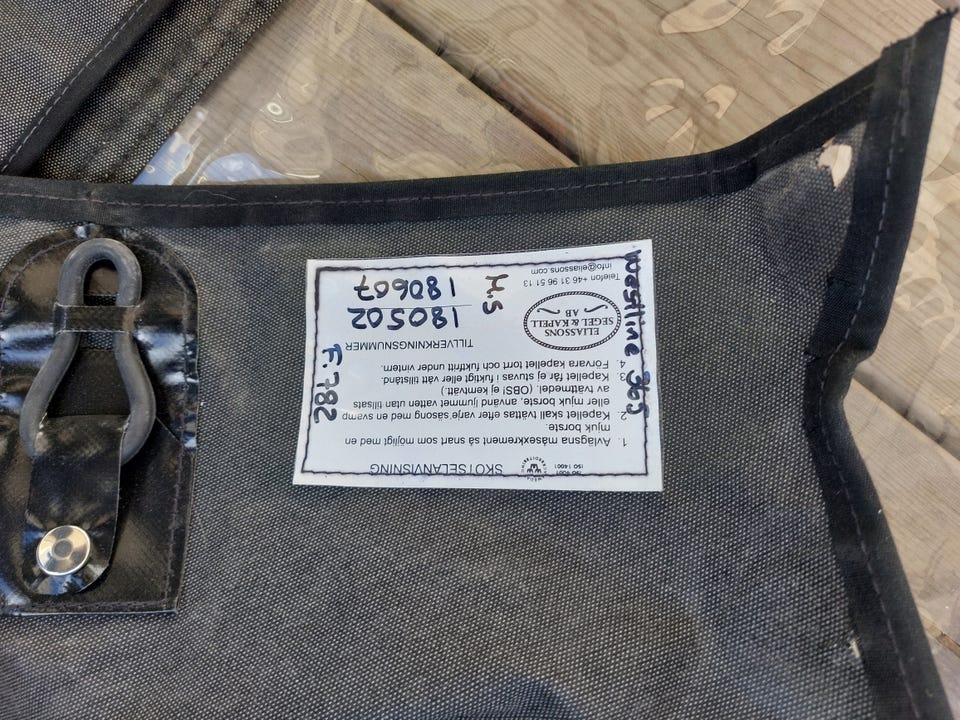 ISO 9001
ISO 14001
SKÖTSELANVISNING
1. Avlägsna måsexkrement så snart som möjligt med en
mjuk borste.
2. Kapellet skall tvättas efter varje säsong med en svamp
eller mjuk borste, använd ljummet vatten utan tillsats
av tvättmedel. (OBS! ej kemtvätt.)
3. Kapellet får ej stuvas i fuktigt eller vått tillstånd.
4. Förvara kapellet torrt och fuktfritt under vintern.
ELIASSONS
SEGEL & KAPELL
AB
Telefon +46 31 96 51 13
info@eliassons.com
TILLVERKNINGSNUMMER
180502
180607
H.S
F.782